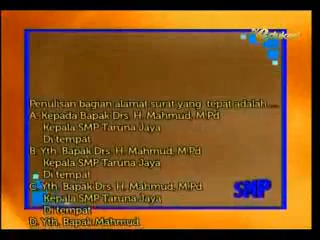 eduka
Penulisan bagian alamat surat yang tepat adalah ....
A. Kepada Bapak Drs. H. Mahmud, M.Pd
Kepala SMP Taruna Jaya
Di tempat
B. Yth. Bapak Drs. H. Mahmud, M.Pd
Kepala SMP Taruna Jaya
Di tempat
C. Yth. Bapak Drs. H. Mahmud, M.Pd
Kepala SMP Taruna Jaya
Di tempat
D. Yth. Bapak Mahmud.
SMP